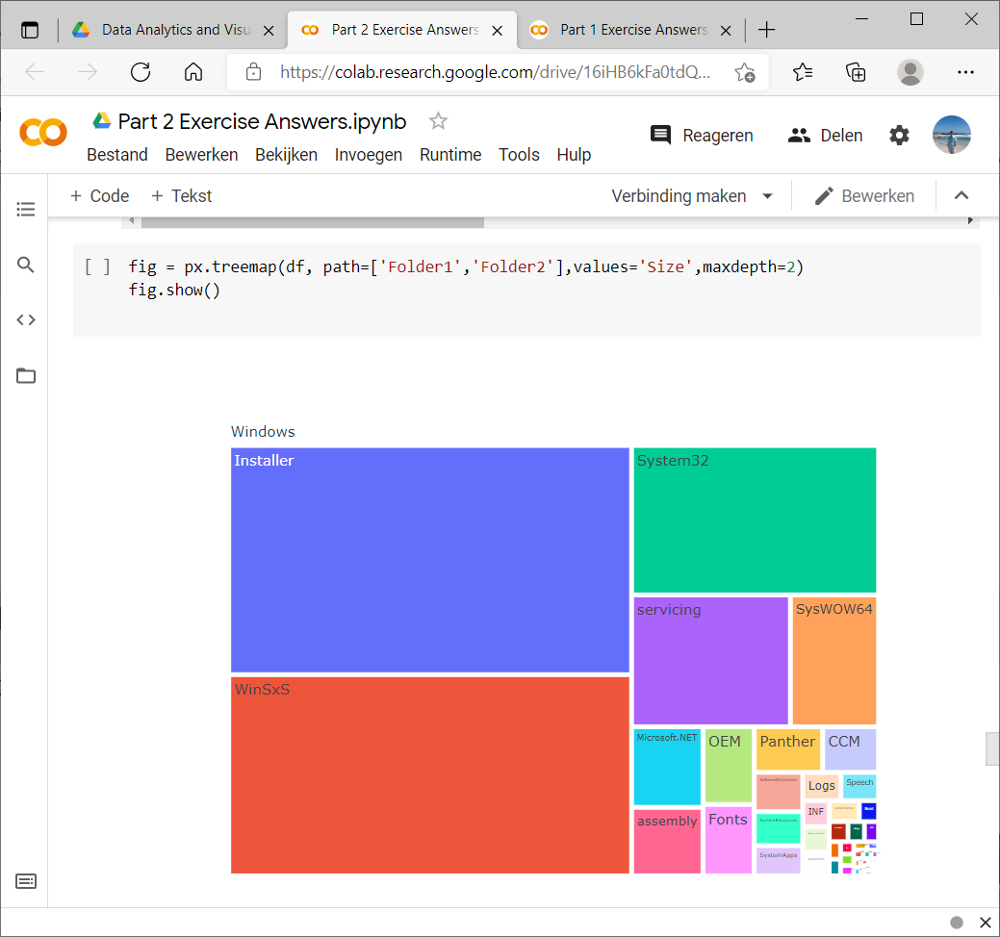 Data Analytics and Visu
Part 2 Exercise Answers.
Part 1 Exercise Answers.
https://colab.research.google.com/drive/16iHB6kFa0tdQ...
Part 2 Exercise Answers.ipynb
Reageren
Delen
Bestand Bewerken Bekijken Invoegen Runtime Tools Hulp
+ Code + Tekst
Verbinding maken
Bewerken
[ ] fig = px.treemap(df, path=['Folder1','Folder2'],values='Size',maxdepth=2)
fig.show()
Windows
Installer
System32
servicing
SysWOW64
WinSxS
Microsoft.NET
OEM
Panther
CCM
Logs
Speech
assembly
Fonts
INF
SystemResources
SystemApps